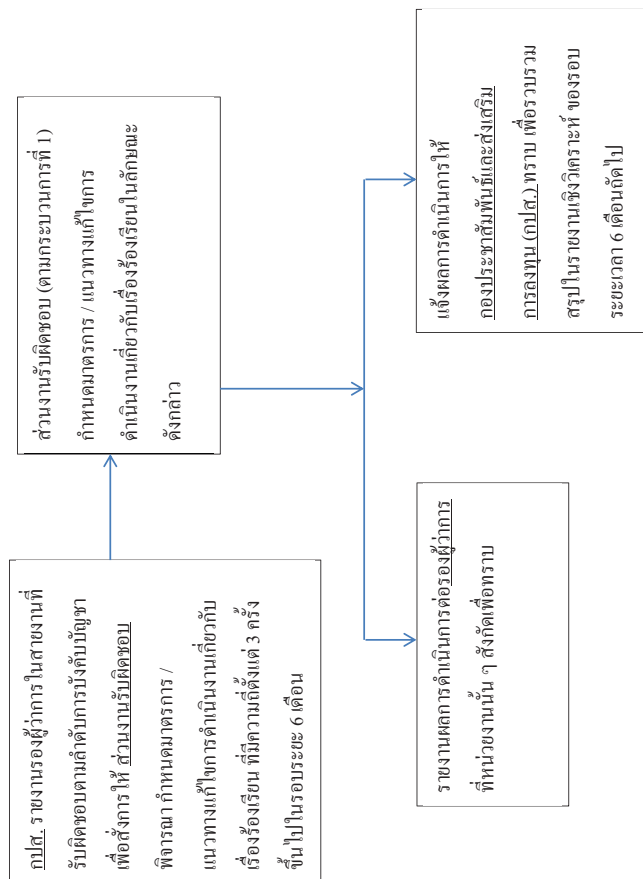 กปส. รายงานรองผู้ว่าการในสายงานที่
รับผิดชอบตามลำดับการบังคับบัญชา
เพื่อสั่งการให้ ส่วนงานรับผิดชอบ
พิจารณา กำหนดมาตรการ /
แนวทางแก้ไขการดำเนินงานเกี่ยวกับ
เรื่องร้องเรียน ที่มีความถี่ตั้งแต่ 3 ครั้ง
ขึ้นไปในรอบระยะ 6 เดือน
ส่วนงานรับผิดชอบ (ตามกระบวนการที่ 1)
กำหนดมาตรการ / แนวทางแก้ไขการ
ดำเนินงานเกี่ยวกับเรื่องร้องเรียนในลักษณะ
ดังกล่าว
รายงานผลการดำเนินการต่อรองผู้ว่าการ
ที่หน่วยงานนั้น ๆ สังกัดเพื่อทราบ
แจ้งผลการดำเนินการให้
กองประชาสัมพันธ์และส่งเสริม
การลงทุน (กปส.) ทราบ เพื่อรวบรวม
สรุปในรายงานเชิงวิเคราะห์ ของรอบ
ระยะเวลา 6 เดือนถัดไป